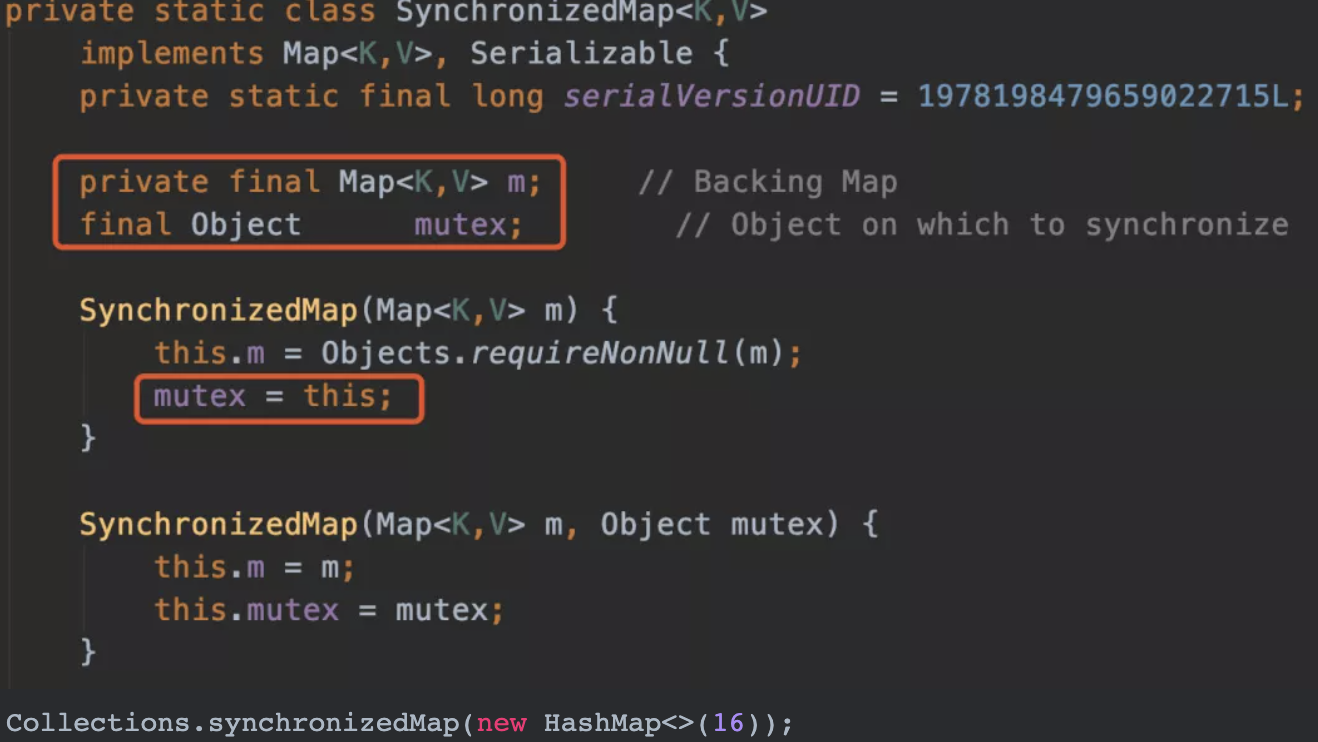 private static class SynchronizedMap<K,V>
implements Map<K,V>, Serializable {
private static final long serialVersionUID = 1978198479659022715L;
private final Map<K,V> m; // Backing Map
final Object mutex; // Object on which to synchronize
SynchronizedMap(Map<K,V> m) {
this.m = Objects.requireNonNull(m);
mutex = this;
}
SynchronizedMap(Map<K,V> m, Object mutex) {
this.m = m;
this.mutex = mutex;
}
Collections.synchronizedMap(new HashMap<>(16));